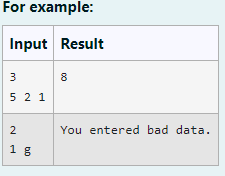 For example:
Input Result
3 8
5 2 1
2 You entered bad data.
1 g